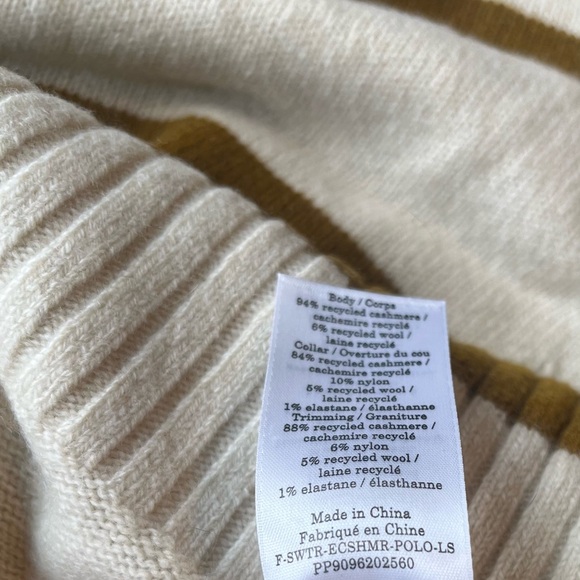 Body / Corps
94% recycled cashmere /
cachemire recyclé
6% recycled wool /
laine recyclé
Collar / Overture du cou
84% recycled cashmere /
cachemire recyclé
10% nylon
5% recycled wool /
laine recyclé
1% elastane / élasthanne
Trimming / Graniture
88% recycled cashmere /
cachemire recyclé
6% nylon
5% recycled wool /
laine recyclé
1% elastane / élasthanne
Made in China
Fabriqué en Chine
F-SWTR-ECSHMR-POLO-LS
PP9096202560